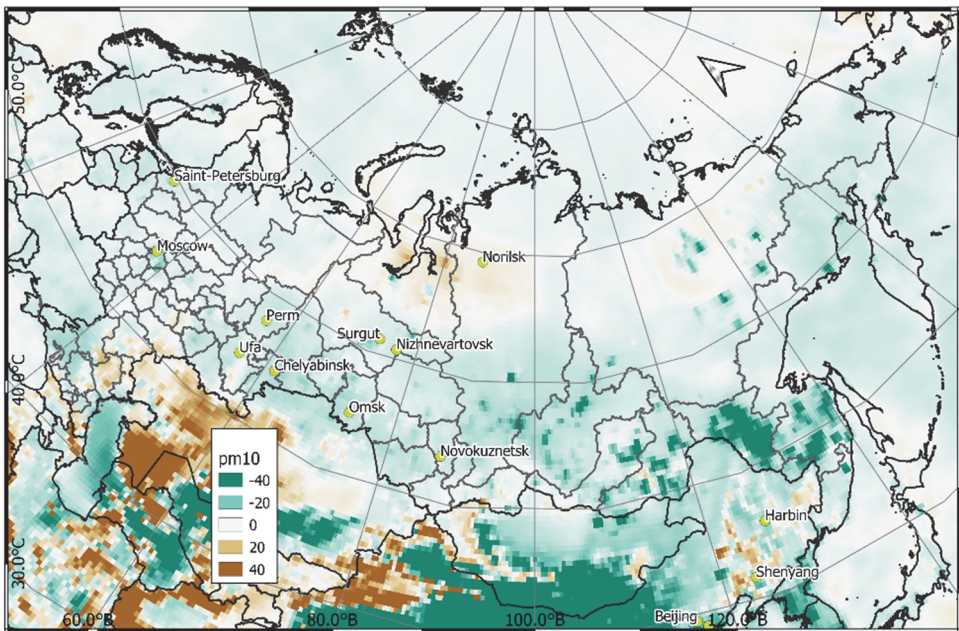 50.0°C
Saint-Petersburg
Moscow
Norilsk
Perm
Surgut
Nizhnevartovsk
Ufa
Chelyabinsk
40.0°C
Omsk
Novokuznetsk
pm10
-40
-20
0
20
40
Harbin
30.0°C
Shenyang
60.0°В
80.0°В
100.0°В
Beijing
120.0°В